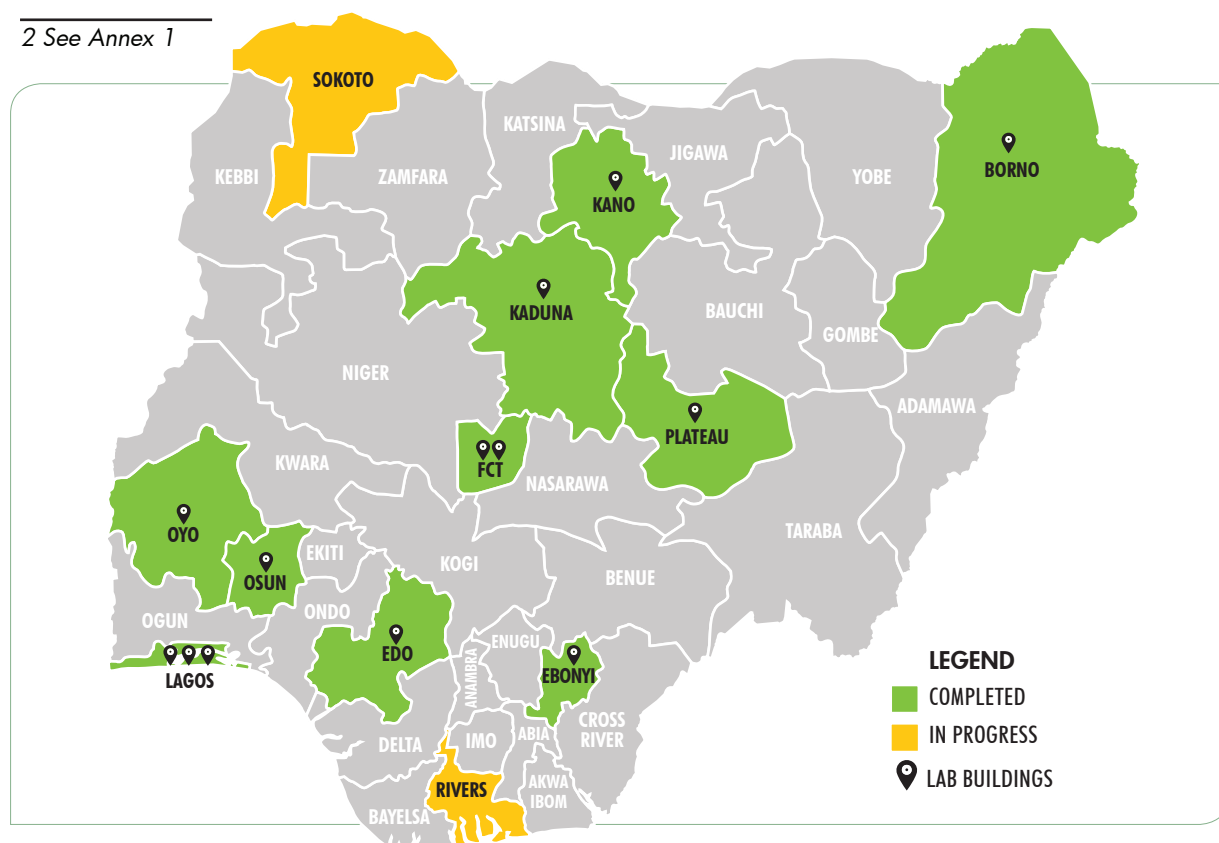 2 See Annex 1
SOKOTO
KATSINA
JIGAWA
KEBBI
ZAMFARA
YOBE
BORNO
KANO
KADUNA
BAUCHI
GOMBE
NIGER
ADAMAWA
PLATEAU
KWARA
FCT
NASARAWA
OYO
TARABA
EKITI
KOGI
OSUN
BENUE
OGUN
ONDO
ENUGU
EDO
ANAMBRA
EBONYI
LAGOS
CROSS
RIVER
ABIA
DELTA
IMO
RIVERS
AKWA
IBOM
BAYELSA
LEGEND
COMPLETED
IN PROGRESS
LAB BUILDINGS